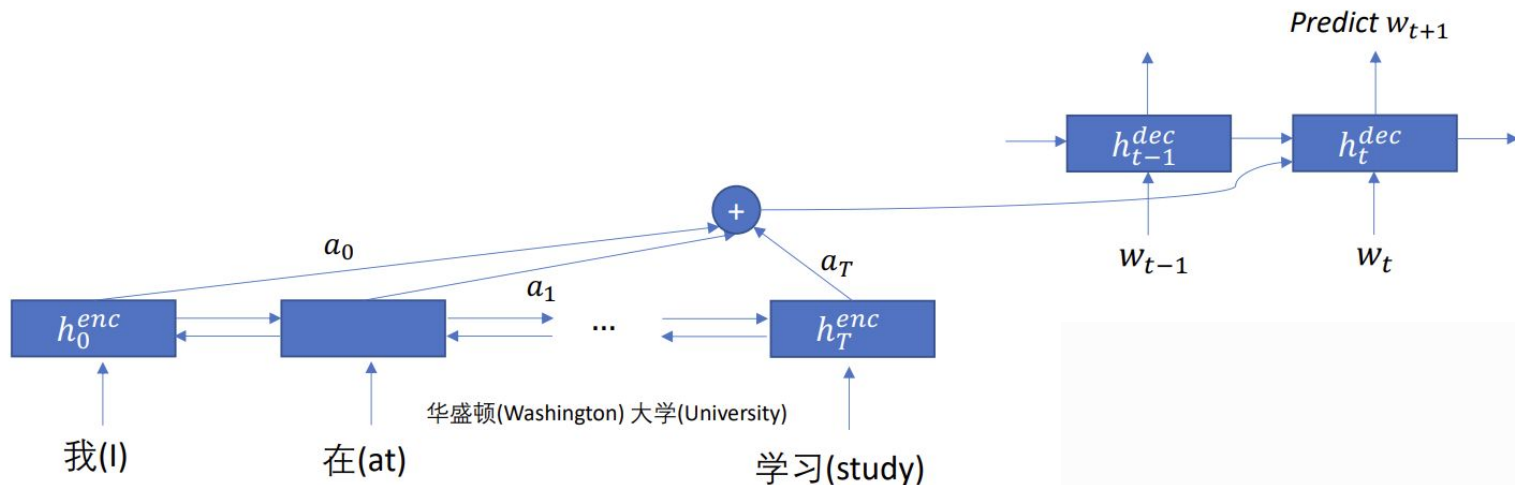 Predict w_{t+1}
h_{t-1}^{dec}
h_t^{dec}
+
w_{t-1}
w_t
a_0
a_1
a_T
h_0^{enc}
...
h_T^{enc}
华盛顿(Washington) 大学(University)
我(I)
在(at)
学习(study)